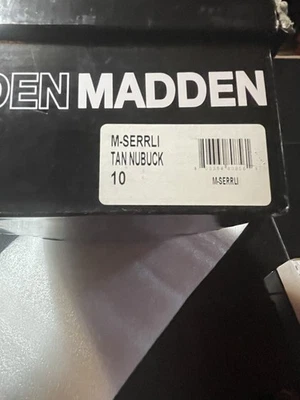 DEN MADDEN
M-SERRLI
TAN NUBUCK
10
M-SERRLI